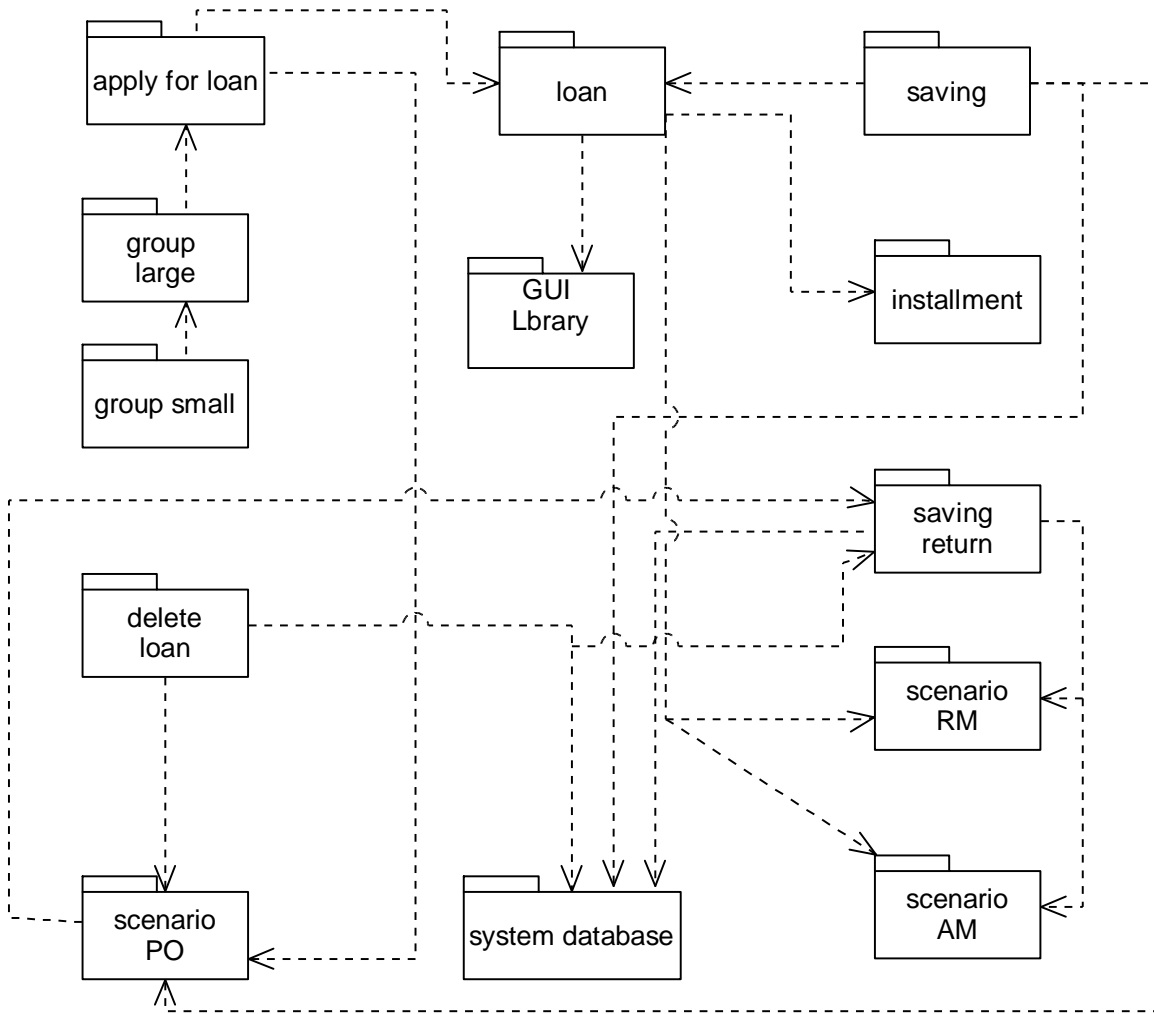 apply for loan
loan
saving
group
large
GUI
Lbrary
installment
group small
saving
return
delete
loan
scenario
RM
scenario
PO
system database
scenario
AM